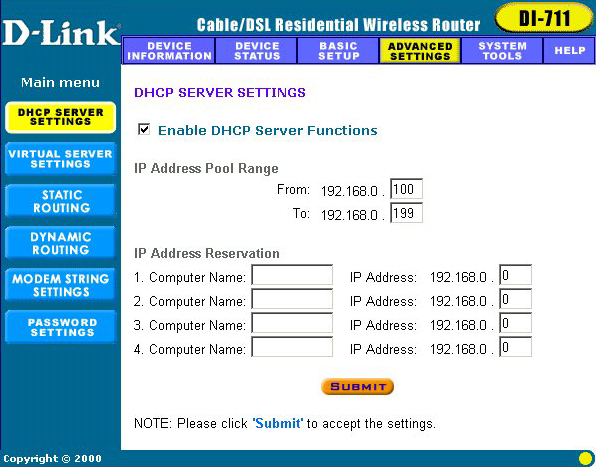 D-Link
Cable/DSL Residential Wireless Router
DI-711
DEVICE INFORMATION
DEVICE STATUS
BASIC SETUP
ADVANCED SETTINGS
SYSTEM TOOLS
HELP
Main menu
DHCP SERVER SETTINGS
VIRTUAL SERVER SETTINGS
STATIC ROUTING
DYNAMIC ROUTING
MODEM STRING SETTINGS
PASSWORD SETTINGS
DHCP SERVER SETTINGS
Enable DHCP Server Functions
IP Address Pool Range
From: 192.168.0 . 100
To: 192.168.0 . 199
IP Address Reservation
1. Computer Name: IP Address: 192.168.0 . 0
2. Computer Name: IP Address: 192.168.0 . 0
3. Computer Name: IP Address: 192.168.0 . 0
4. Computer Name: IP Address: 192.168.0 . 0
SUBMIT
NOTE: Please click 'Submit' to accept the settings.
Copyright © 2000